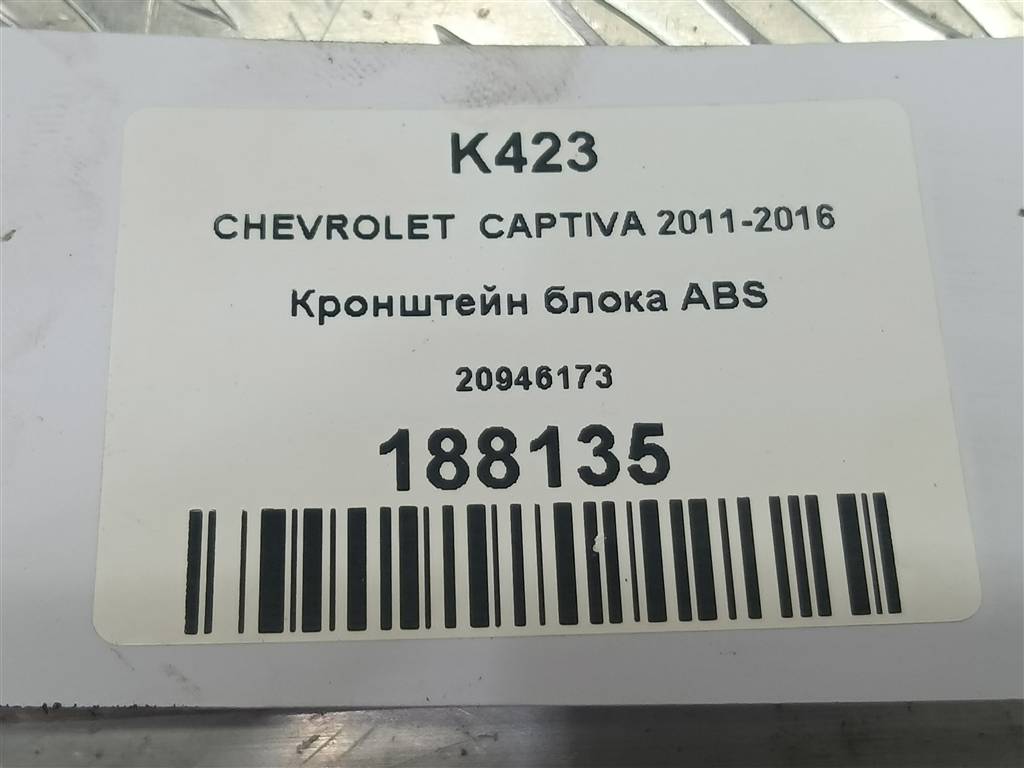 K423
CHEVROLET CAPTIVA 2011-2016
Кронштейн блока ABS
20946173
188135